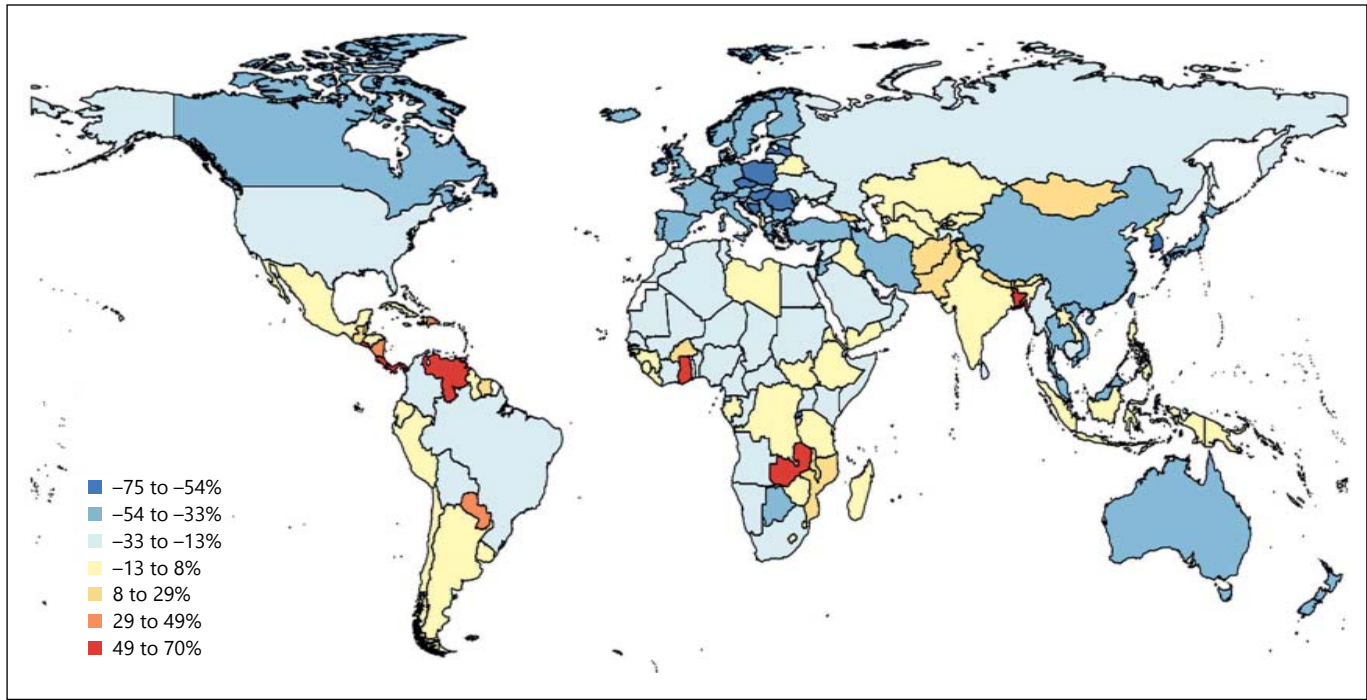 –75 to –54%
–54 to –33%
–33 to –13%
–13 to 8%
8 to 29%
29 to 49%
49 to 70%